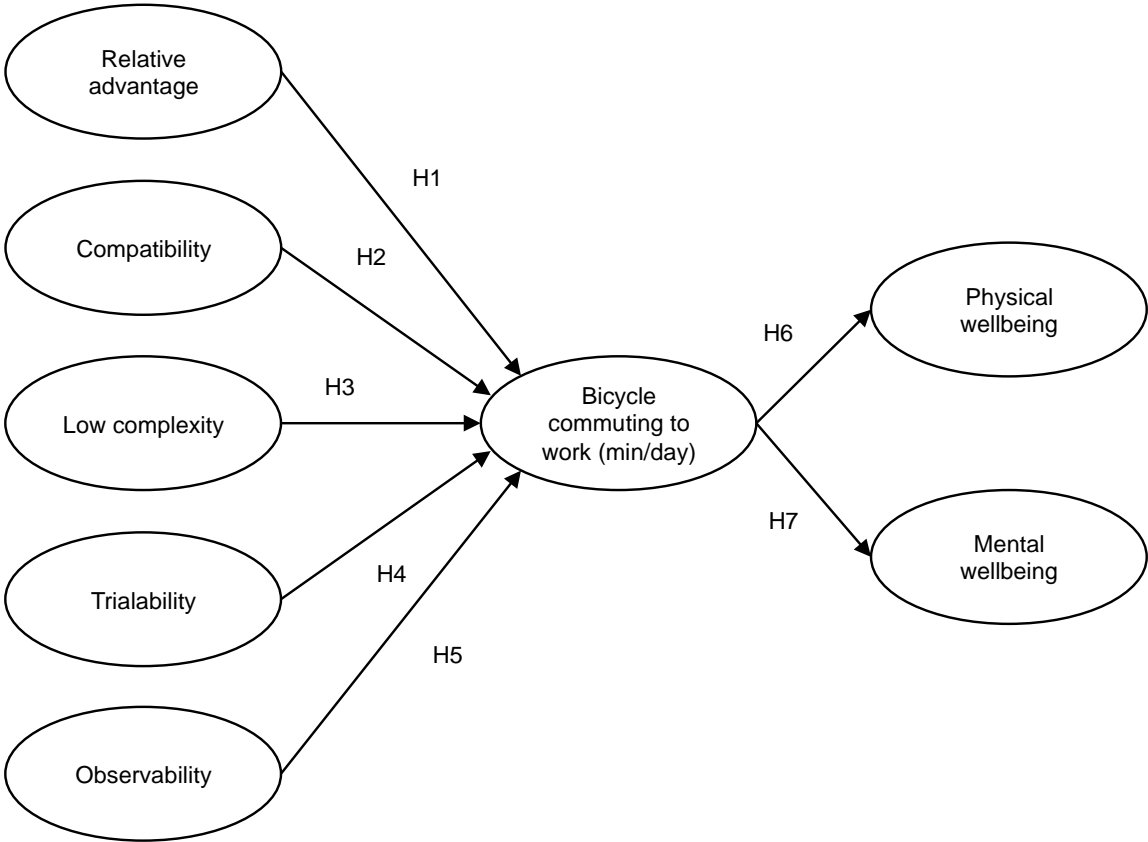 Relative
advantage
H1
Compatibility
H2
Low complexity
H3
Trialability
H4
Observability
H5
Bicycle
commuting to
work (min/day)
H6
Physical
wellbeing
H7
Mental
wellbeing